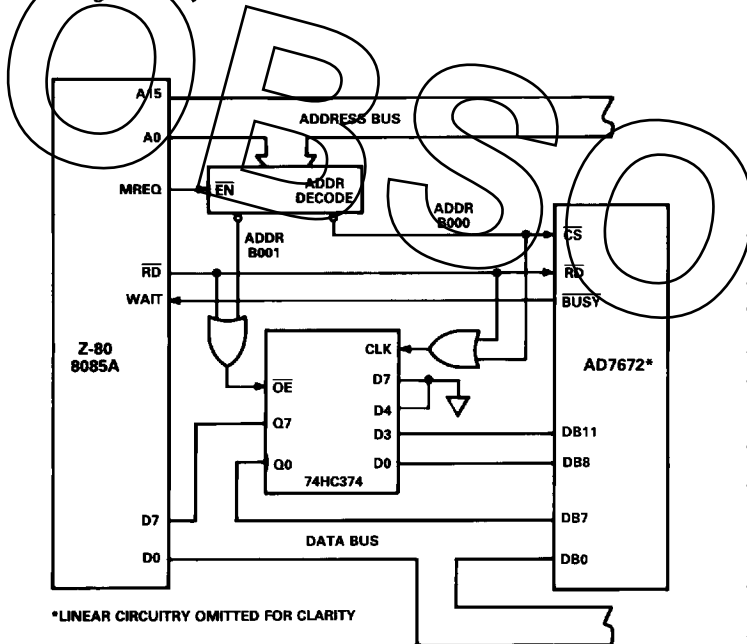 OBSO
A15
ADDRESS BUS
A0
MREQ
EN
ADDR
DECODE
ADDR
B000
CS
ADDR
B001
RD
RD
WAIT
BUSY
Z-80
8085A
CLK
AD7672*
OE
D7
D4
Q7
D3
DB11
Q0
D0
DB8
74HC374
D7
DB7
DATA BUS
D0
DB0
*LINEAR CIRCUITRY OMITTED FOR CLARITY